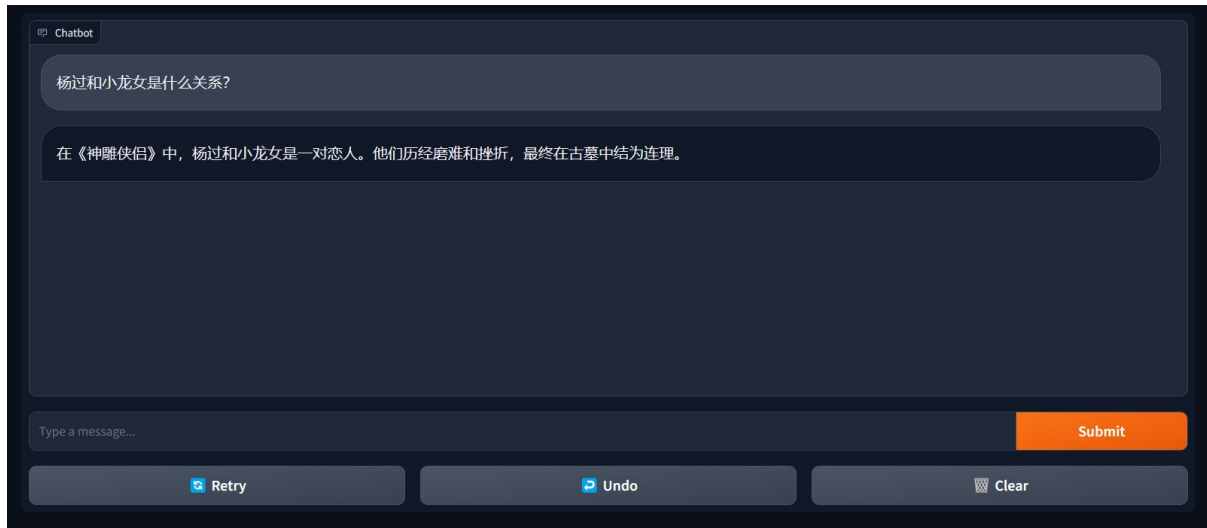 Chatbot
杨过和小龙女是什么关系?
在《神雕侠侣》中，杨过和小龙女是一对恋人。他们历经磨难和挫折，最终在古墓中结为连理。
Type a message...
Submit
Retry
Undo
Clear